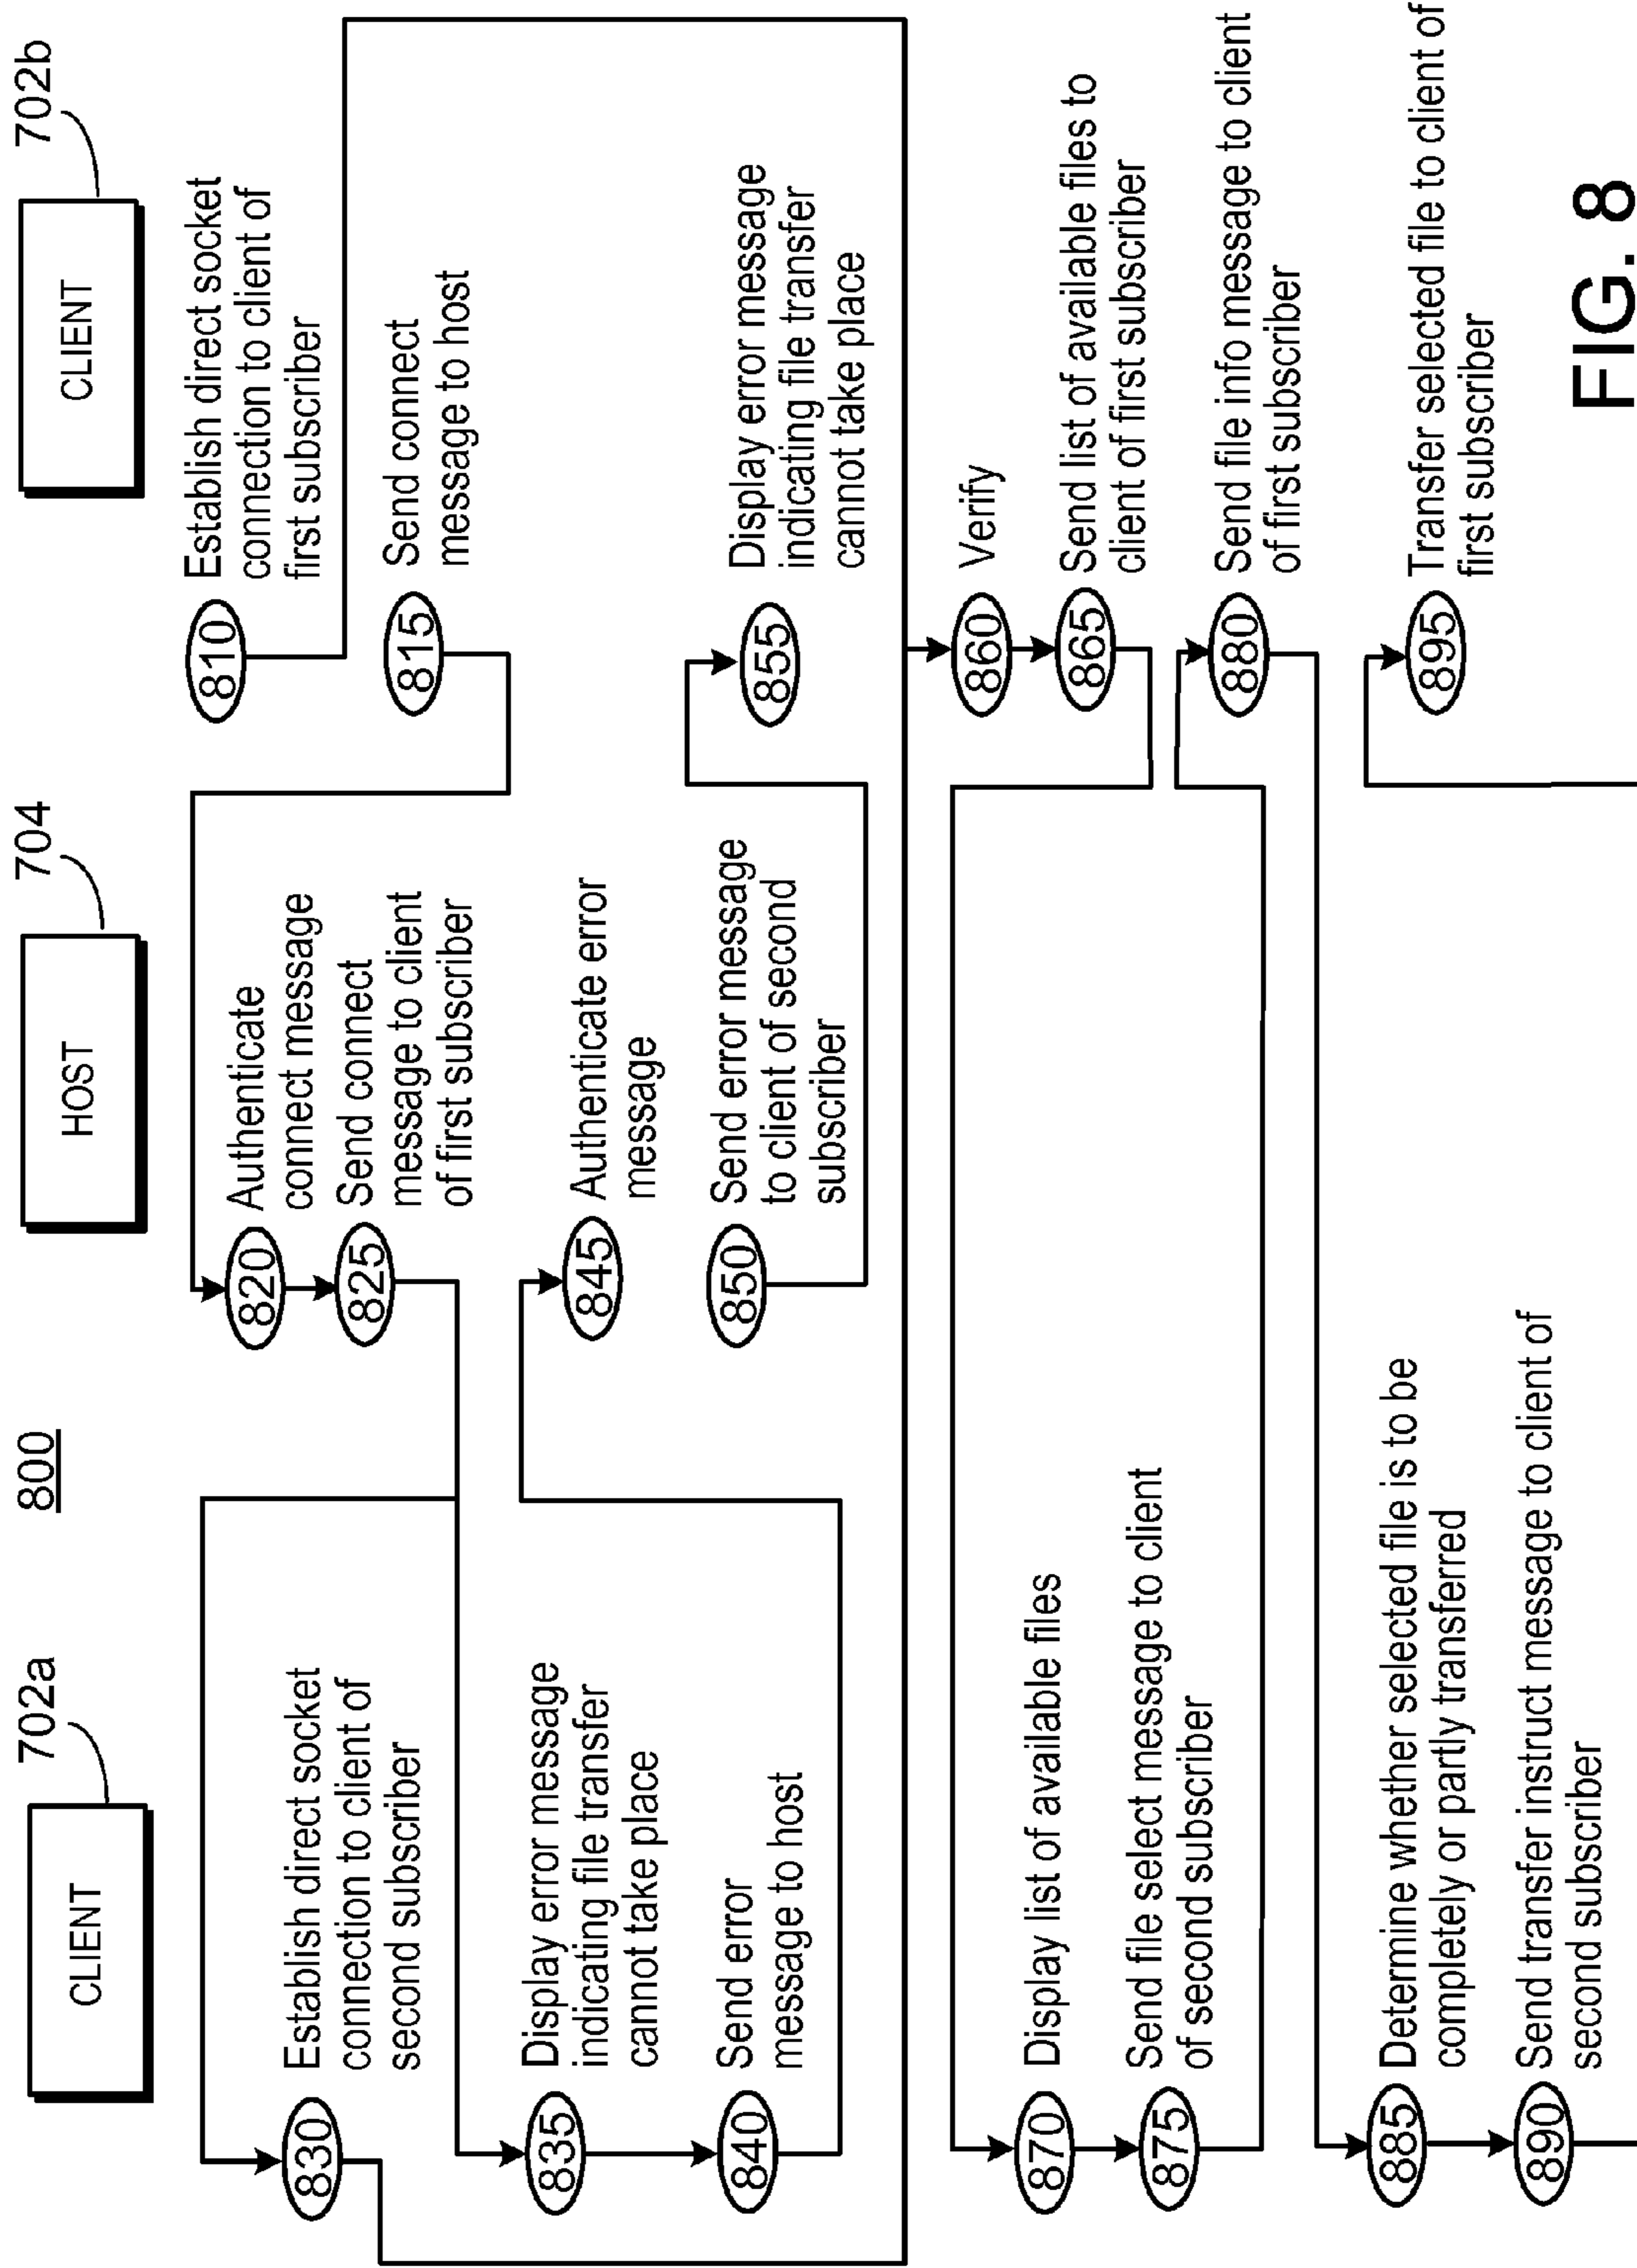 800
702a
CLIENT
704
HOST
702b
CLIENT
810
Establish direct socket
connection to client of
first subscriber
815
Send connect
message to host
820
Authenticate
connect message
825
Send connect
message to client
of first subscriber
830
Establish direct socket
connection to client of
second subscriber
835
Display error message
indicating file transfer
cannot take place
840
Send error
message to host
845
Authenticate error
message
850
Send error message
to client of second
subscriber
855
Display error message
indicating file transfer
cannot take place
860
Verify
865
Send list of available files to
client of first subscriber
870
Display list of available files
875
Send file select message to client
of second subscriber
880
Send file info message to client
of first subscriber
885
Determine whether selected file is to be
completely or partly transferred
890
Send transfer instruct message to client of
second subscriber
895
Transfer selected file to client of
first subscriber
FIG. 8